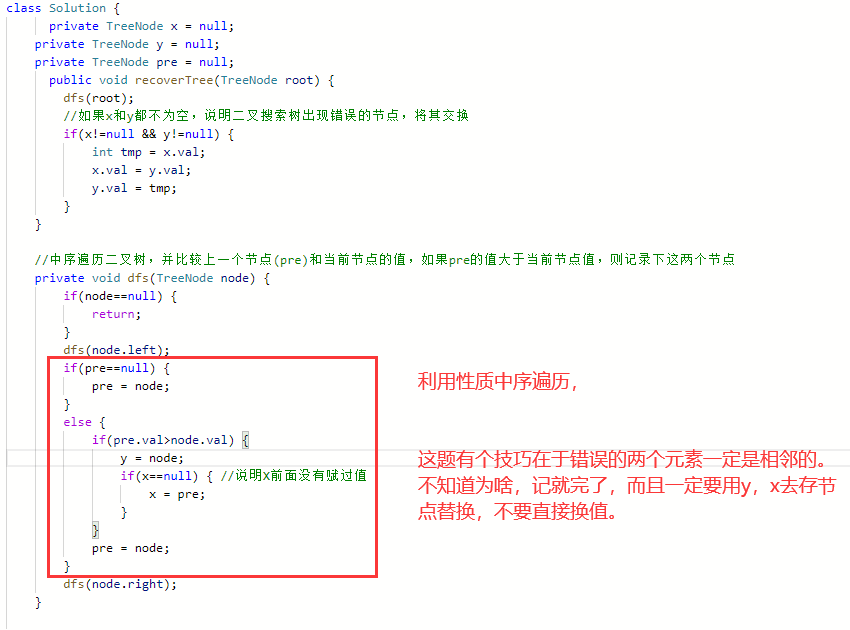 class Solution {
private TreeNode x = null;
private TreeNode y = null;
private TreeNode pre = null;
public void recoverTree(TreeNode root) {
dfs(root);
//如果x和y都不为空，说明二叉搜索树出现错误的节点，将其交换
if(x!=null && y!=null) {
int tmp = x.val;
x.val = y.val;
y.val = tmp;
}
}
//中序遍历二叉树，并比较上一个节点(pre)和当前节点的值，如果pre的值大于当前节点值，则记录下这两个节点
private void dfs(TreeNode node) {
if(node==null) {
return;
}
dfs(node.left);
if(pre==null) {
pre = node;
}
利用性质中序遍历，
else {
if(pre.val>node.val) {
y = node;
这题有个技巧在于错误的两个元素一定是相邻的。
if(x==null) { //说明X前面没有赋过值
不知道为啥，记就完了，而且一定要用y，x去存节
x = pre;
点替换，不要直接换值。
}
}
pre = node;
}
dfs(node.right);
}